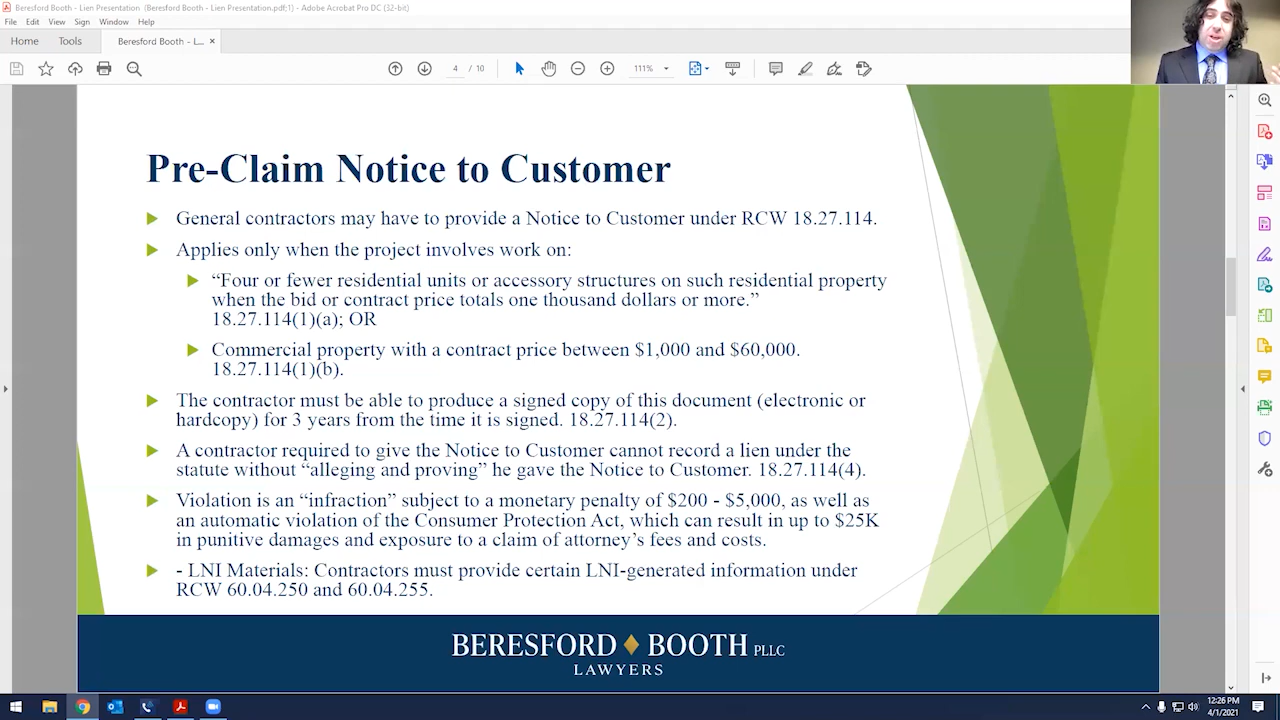 Beresford Booth - Lien Presentation (Beresford Booth - Lien Presentation.pdf;1) - Adobe Acrobat Pro DC (32-bit)
File Edit View Sign Window Help
Home Tools Beresford Booth - L... ×
4 / 10 111%
Pre-Claim Notice to Customer
General contractors may have to provide a Notice to Customer under RCW 18.27.114.
Applies only when the project involves work on:
“Four or fewer residential units or accessory structures on such residential property
when the bid or contract price totals one thousand dollars or more.”
18.27.114(1)(a); OR
Commercial property with a contract price between $1,000 and $60,000.
18.27.114(1)(b).
The contractor must be able to produce a signed copy of this document (electronic or
hardcopy) for 3 years from the time it is signed. 18.27.114(2).
A contractor required to give the Notice to Customer cannot record a lien under the
statute without “alleging and proving” he gave the Notice to Customer. 18.27.114(4).
Violation is an “infraction” subject to a monetary penalty of $200 - $5,000, as well as
an automatic violation of the Consumer Protection Act, which can result in up to $25K
in punitive damages and exposure to a claim of attorney’s fees and costs.
- LNI Materials: Contractors must provide certain LNI-generated information under
RCW 60.04.250 and 60.04.255.
BERESFORD BOOTH PLLC
LAWYERS
12:26 PM
4/1/2021